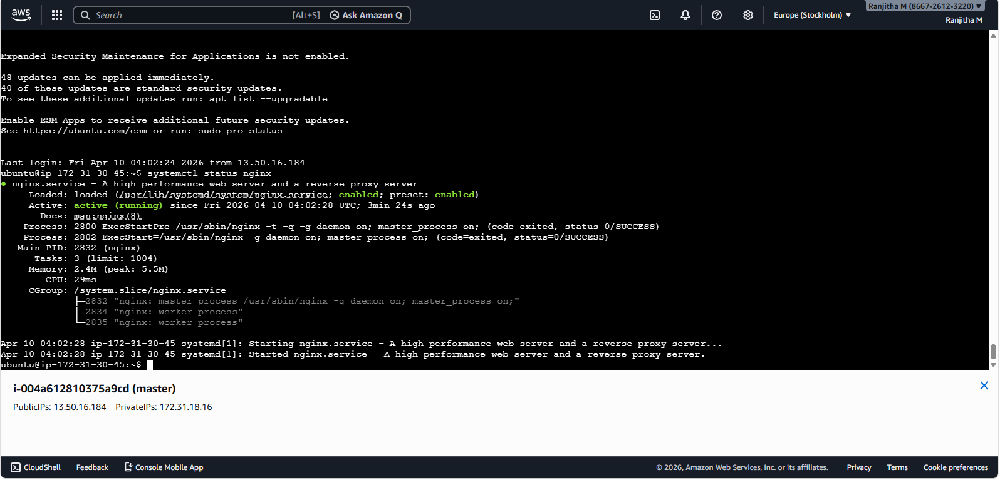 aws
Search [Alt+S] Ask Amazon Q
Europe (Stockholm)
Ranjitha M (8667-2612-3220)
Ranjitha M
Expanded Security Maintenance for Applications is not enabled.
48 updates can be applied immediately.
40 of these updates are standard security updates.
To see these additional updates run: apt list --upgradable
Enable ESM Apps to receive additional future security updates.
See https://ubuntu.com/esm or run: sudo pro status
Last login: Fri Apr 10 04:02:24 2026 from 13.50.16.184
ubuntu@ip-172-31-30-45:~$ systemctl status nginx
● nginx.service - A high performance web server and a reverse proxy server
Loaded: loaded (/usr/lib/systemd/system/nginx.service; enabled; preset: enabled)
Active: active (running) since Fri 2026-04-10 04:02:28 UTC; 3min 24s ago
Docs: man:nginx(8)
Process: 2800 ExecStartPre=/usr/sbin/nginx -t -q -g daemon on; master_process on; (code=exited, status=0/SUCCESS)
Process: 2802 ExecStart=/usr/sbin/nginx -g daemon on; master_process on; (code=exited, status=0/SUCCESS)
Main PID: 2832 (nginx)
Tasks: 3 (limit: 1004)
Memory: 2.4M (peak: 5.5M)
CPU: 29ms
CGroup: /system.slice/nginx.service
├─2832 "nginx: master process /usr/sbin/nginx -g daemon on; master_process on;"
├─2834 "nginx: worker process"
└─2835 "nginx: worker process"
Apr 10 04:02:28 ip-172-31-30-45 systemd[1]: Starting nginx.service - A high performance web server and a reverse proxy server...
Apr 10 04:02:28 ip-172-31-30-45 systemd[1]: Started nginx.service - A high performance web server and a reverse proxy server.
ubuntu@ip-172-31-30-45:~$
i-004a612810375a9cd (master)
PublicIPs: 13.50.16.184 PrivateIPs: 172.31.18.16
CloudShell Feedback Console Mobile App © 2026, Amazon Web Services, Inc. or its affiliates. Privacy Terms Cookie preferences